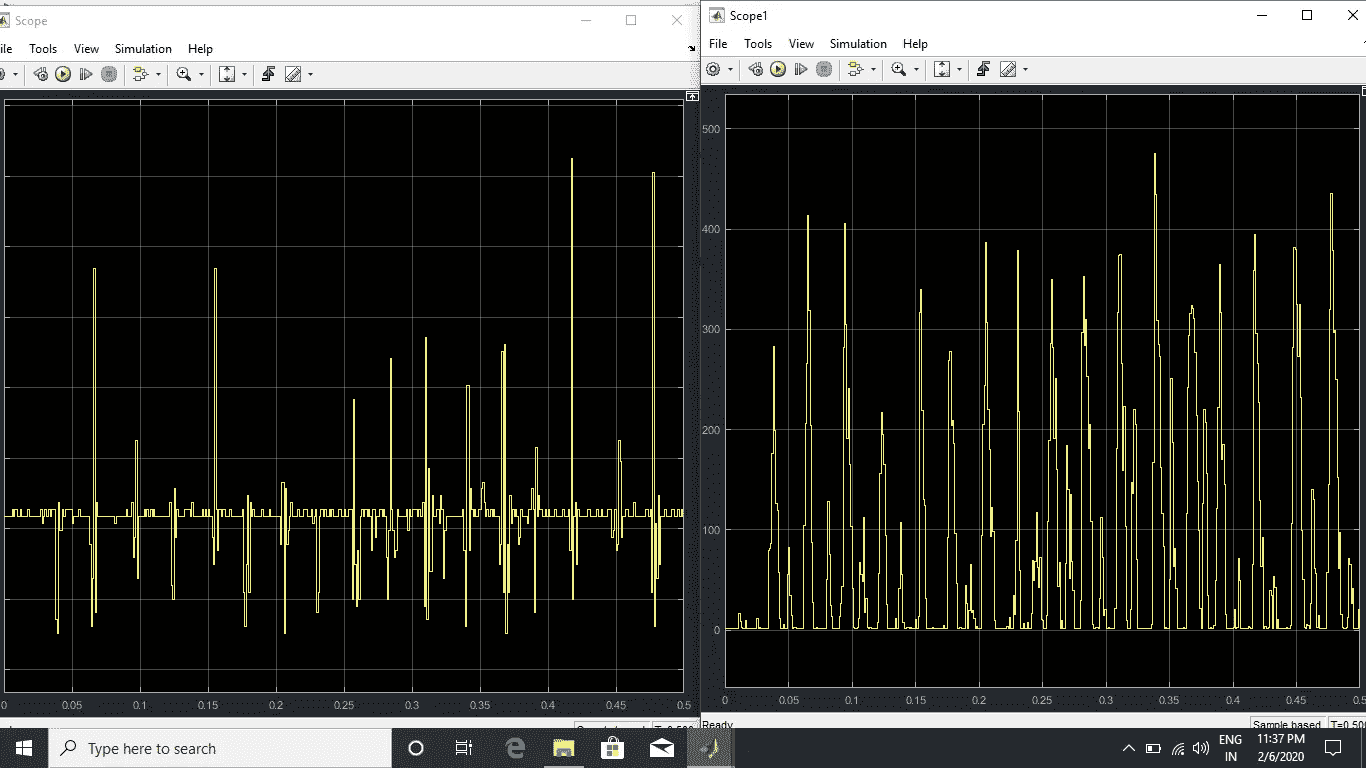 Scope
ile Tools View Simulation Help
0 0.05 0.1 0.15 0.2 0.25 0.3 0.35 0.4 0.45 0.5
Scope1
File Tools View Simulation Help
500
400
300
200
100
0
0 0.05 0.1 0.15 0.2 0.25 0.3 0.35 0.4 0.45 0.5
Ready Sample based T=0.500
Type here to search
ENG
IN
11:37 PM
2/6/2020